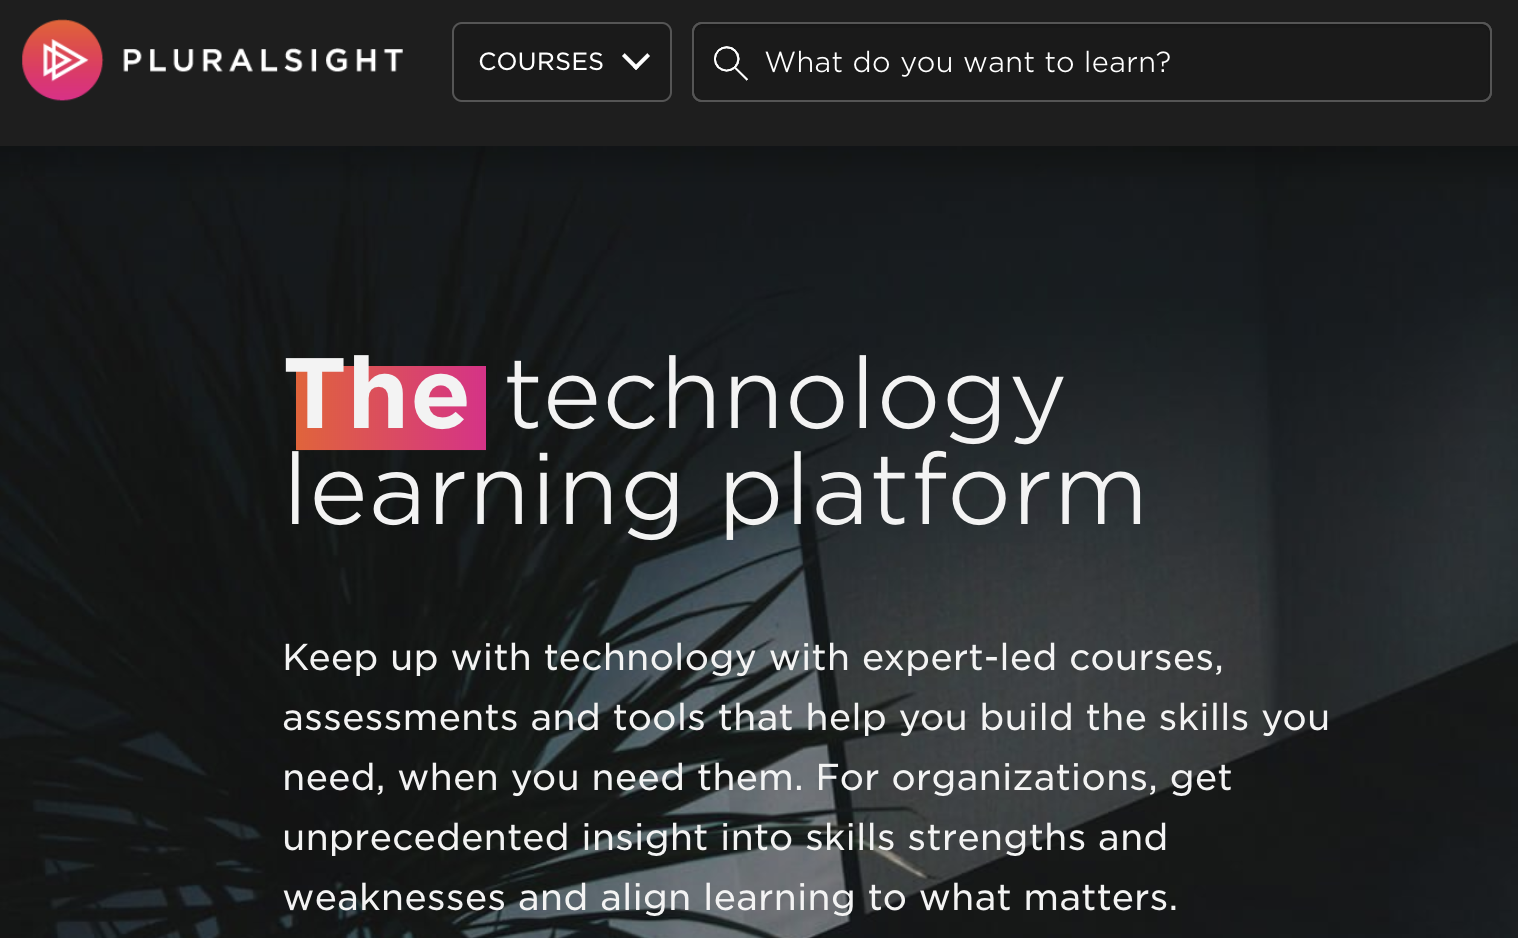 PLURALSIGHT
COURSES
What do you want to learn?
The technology
learning platform
Keep up with technology with expert-led courses,
assessments and tools that help you build the skills you
need, when you need them. For organizations, get
unprecedented insight into skills strengths and
weaknesses and align learning to what matters.